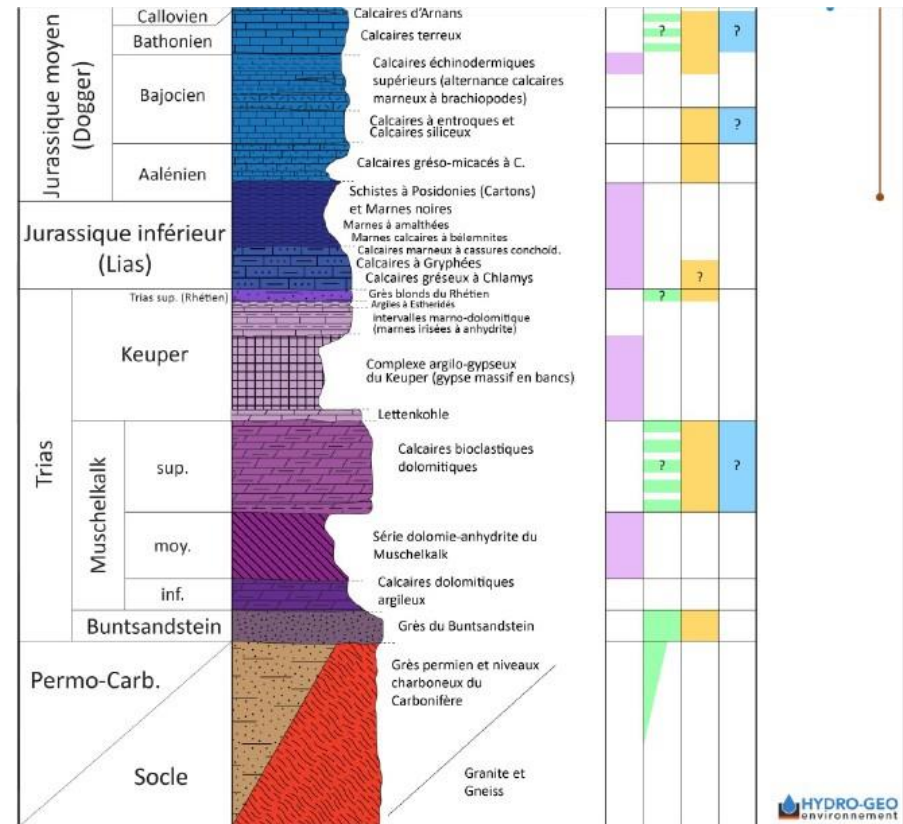 Jurassique moyen
(Dogger)
Callovien
Bathonien
Bajocien
Aalénien
Jurassique inférieur
(Lias)
Trias
Trias sup. (Rhétien)
Keuper
Muschelkalk
sup.
moy.
inf.
Buntsandstein
Permo-Carb.
Socle
Calcaires d'Arnans
Calcaires terreux
Calcaires échinodermiques
supérieurs (alternance calcaires
marneux à brachiopodes)
Calcaires à entroques et
Calcaires siliceux
Calcaires gréso-micacés à C.
Schistes à Posidonies (Cartons)
et Marnes noires
Marnes à amalthées
Marnes calcaires à bélemnites
Calcaires marneux à cassures conchoïd.
Calcaires à Gryphées
Calcaires gréseux à Chlamys
Grès blonds du Rhétien
Argiles à Estheridés
intervalles marno-dolomitique
(marnes irisées à anhydrite)
Complexe argilo-gypseux
du Keuper (gypse massif en bancs)
Lettenkohle
Calcaires bioclastiques
dolomitiques
Série dolomie-anhydrite du
Muschelkalk
Calcaires dolomitiques
argileux
Grès du Buntsandstein
Grès permien et niveaux
charboneux du
Carbonifère
Granite et
Gneiss
? ?
?
?
?
? ?
HYDRO-GEO
environnement